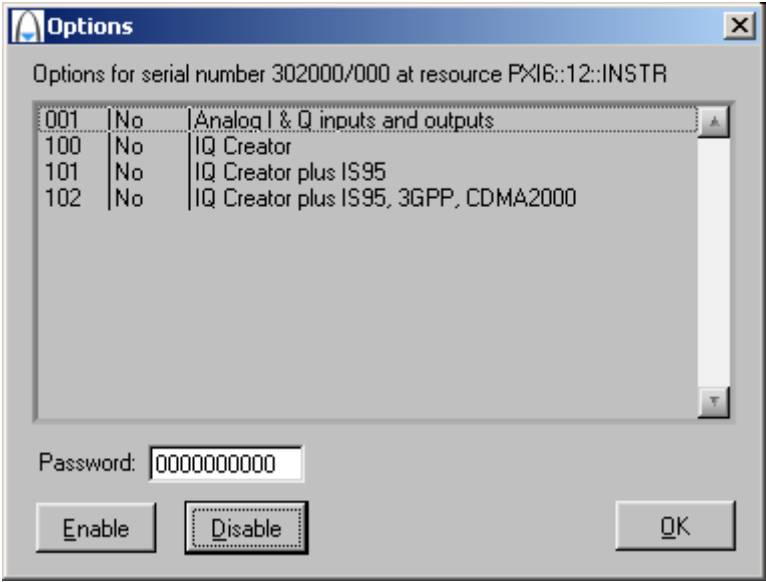 Options
Options for serial number 302000/000 at resource PXI6::12::INSTR
001 |No |Analog I & Q inputs and outputs
100 |No |IQ Creator
101 |No |IQ Creator plus IS95
102 |No |IQ Creator plus IS95, 3GPP, CDMA2000
Password: 0000000000
Enable Disable OK